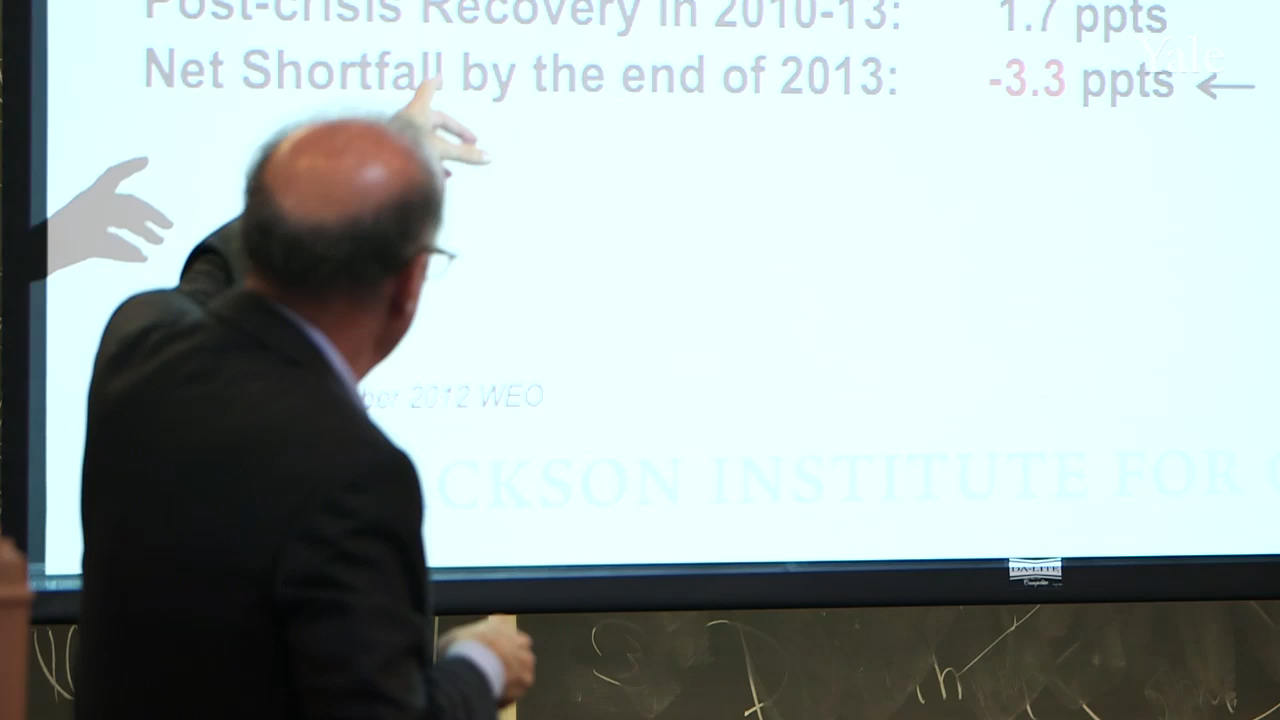 Post-crisis Recovery in 2010-13: 1.7 ppts
Yale
Net Shortfall by the end of 2013: -3.3 ppts ←
2012 WEO
INSTITUTE FOR
DA-LITE